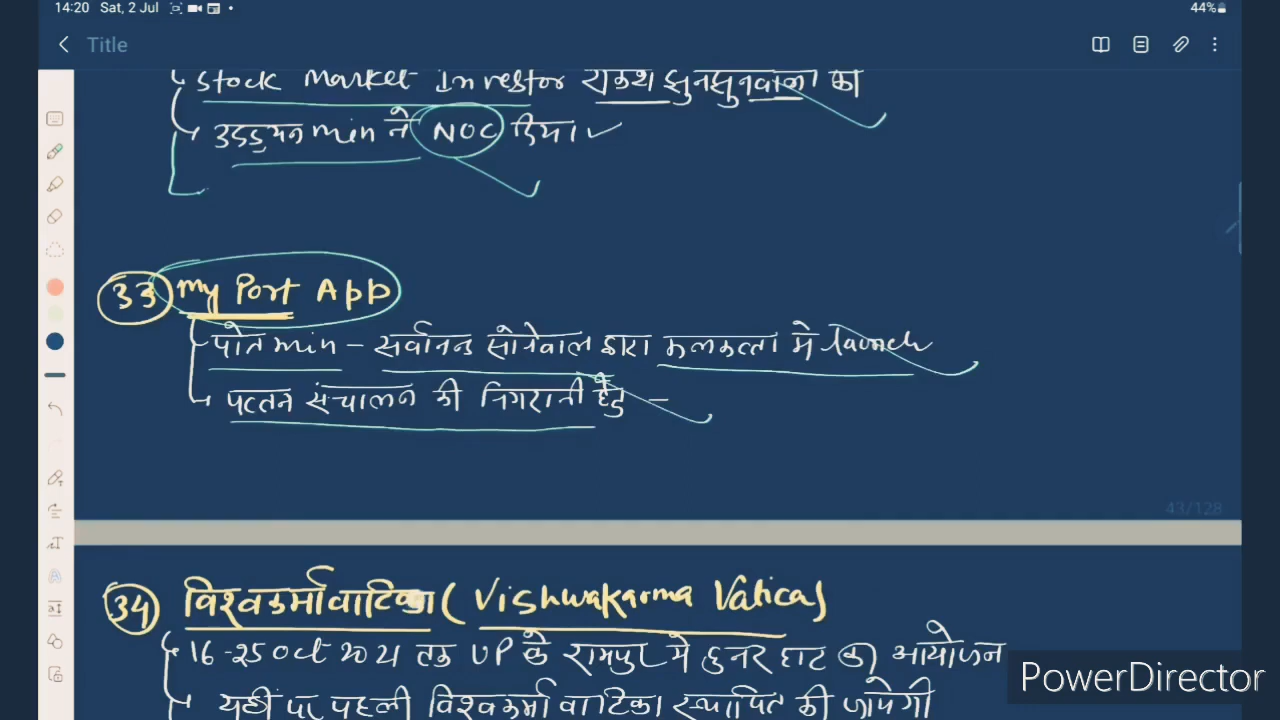 14:20 Sat, 2 Jul
44%
Title
Stock Market Investor राकेश झुनझुनवाला को
उड्डयन min ने NOC दिया।
33 My Port App
पोत min - सर्वानन्द सोनेवाल द्वारा कलकत्ता में launch
पत्तन संचालन की निगरानी हेतु -
43/128
34 विश्वकर्मा वाटिका (Vishwakarma Vatica)
16-25 Oct 2021 तक UP के रामपुर में हुनर हाट का आयोजन
यहीं पर पहली विश्वकर्मा वाटिका स्थापित की जायेगी
PowerDirector